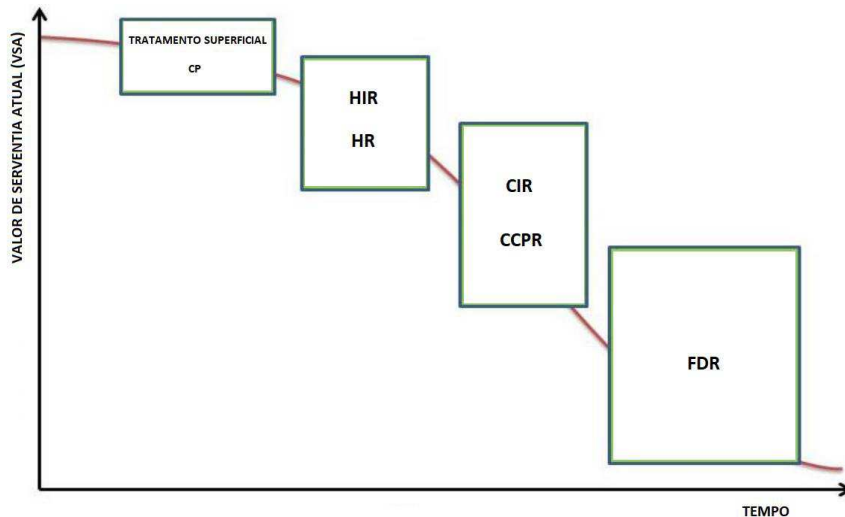 VALOR DE SERVENTIA ATUAL (VSA)
TRATAMENTO SUPERFICIAL
CP
HIR
HR
CIR
CCPR
FDR
TEMPO